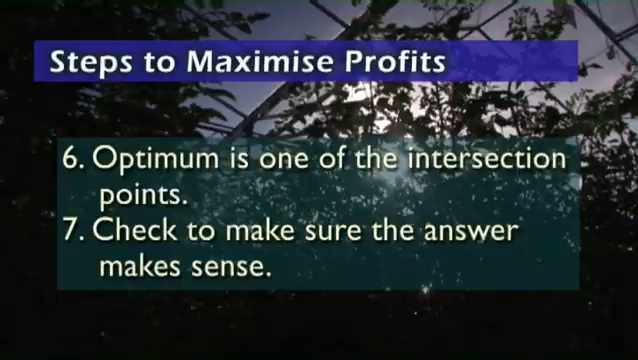 Steps to Maximise Profits
6. Optimum is one of the intersection
points.
7. Check to make sure the answer
makes sense.